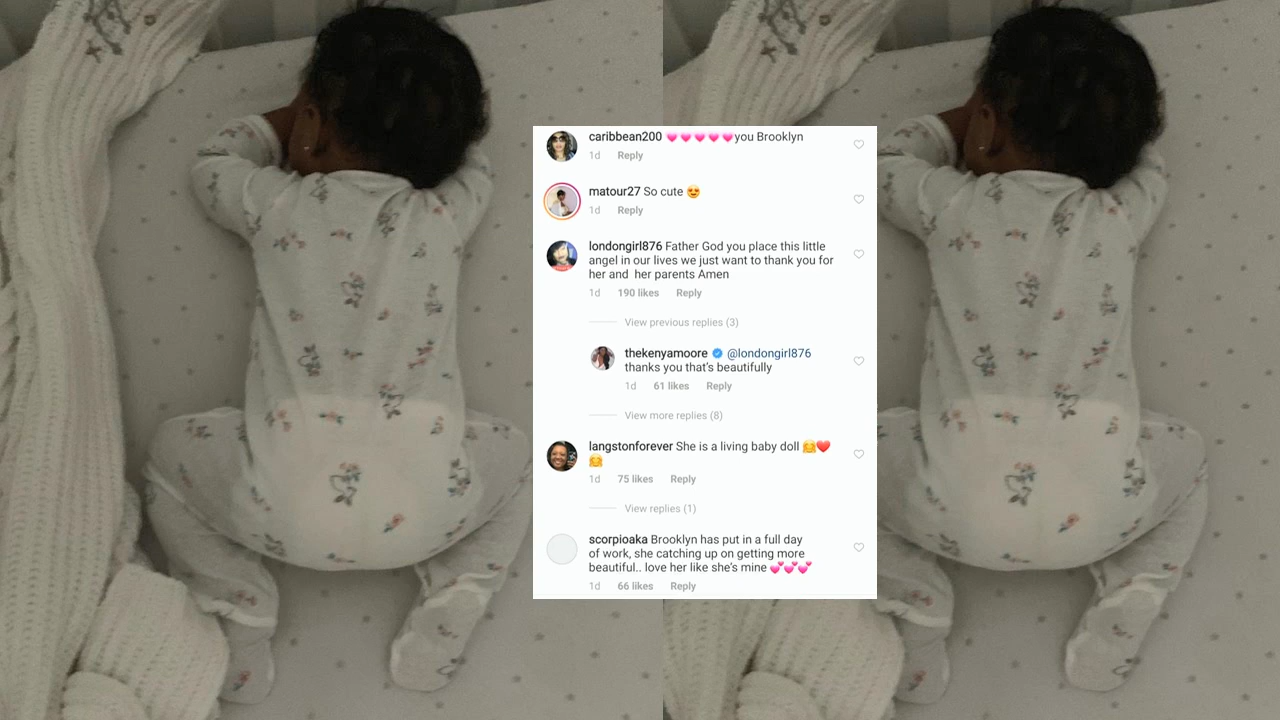 caribbean200 💗💗💗💗💗you Brooklyn
1d Reply
matour27 So cute 😍
1d Reply
londongirl876 Father God you place this little
angel in our lives we just want to thank you for
her and  her parents Amen
1d 190 likes Reply
View previous replies (3)
thekenyamoore @londongirl876
thanks you that's beautifully
1d 61 likes Reply
View more replies (8)
langstonforever She is a living baby doll 🤗❤️
🤗
1d 75 likes Reply
View replies (1)
scorpioaka Brooklyn has put in a full day
of work, she catching up on getting more
beautiful.. love her like she's mine 💕💕💕
1d 66 likes Reply